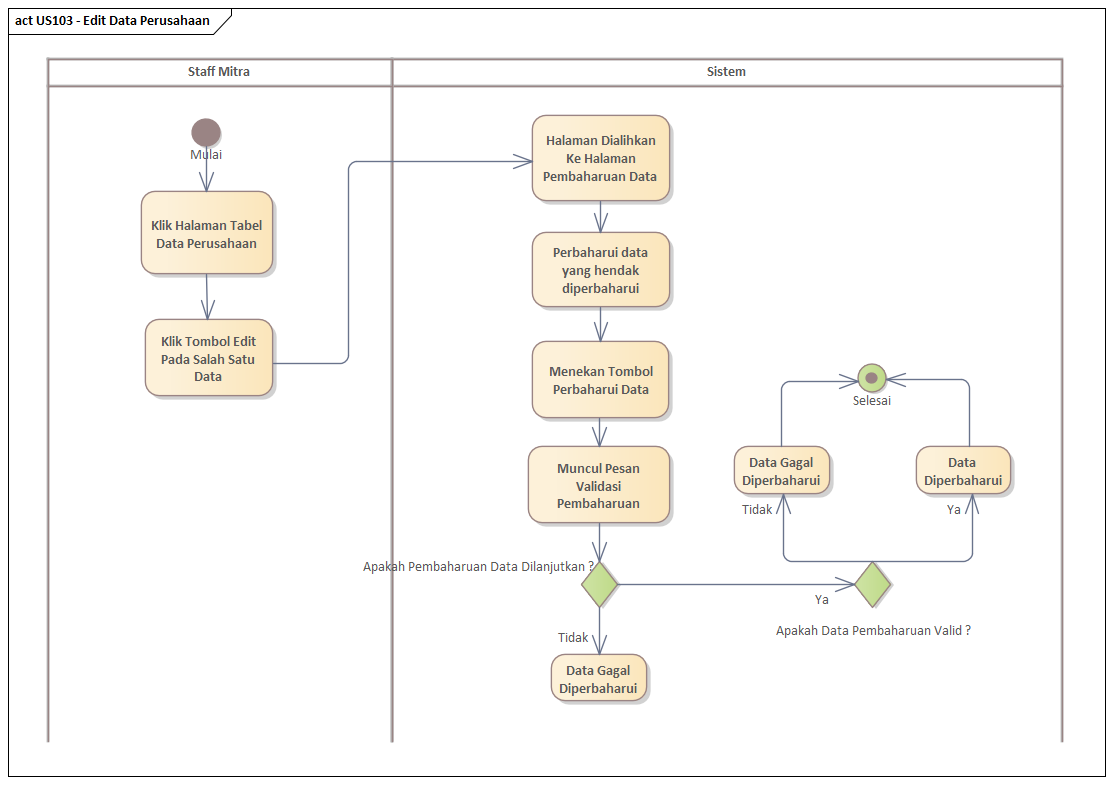 act US103 - Edit Data Perusahaan
Staff Mitra
Sistem
Mulai
Klik Halaman Tabel
Data Perusahaan
Klik Tombol Edit
Pada Salah Satu
Data
Halaman Dialihkan
Ke Halaman
Pembaharuan Data
Perbaharui data
yang hendak
diperbaharui
Menekan Tombol
Perbaharui Data
Muncul Pesan
Validasi
Pembaharuan
Apakah Pembaharuan Data Dilanjutkan ?
Tidak
Data Gagal
Diperbaharui
Ya
Apakah Data Pembaharuan Valid ?
Tidak
Data Gagal
Diperbaharui
Ya
Data
Diperbaharui
Selesai